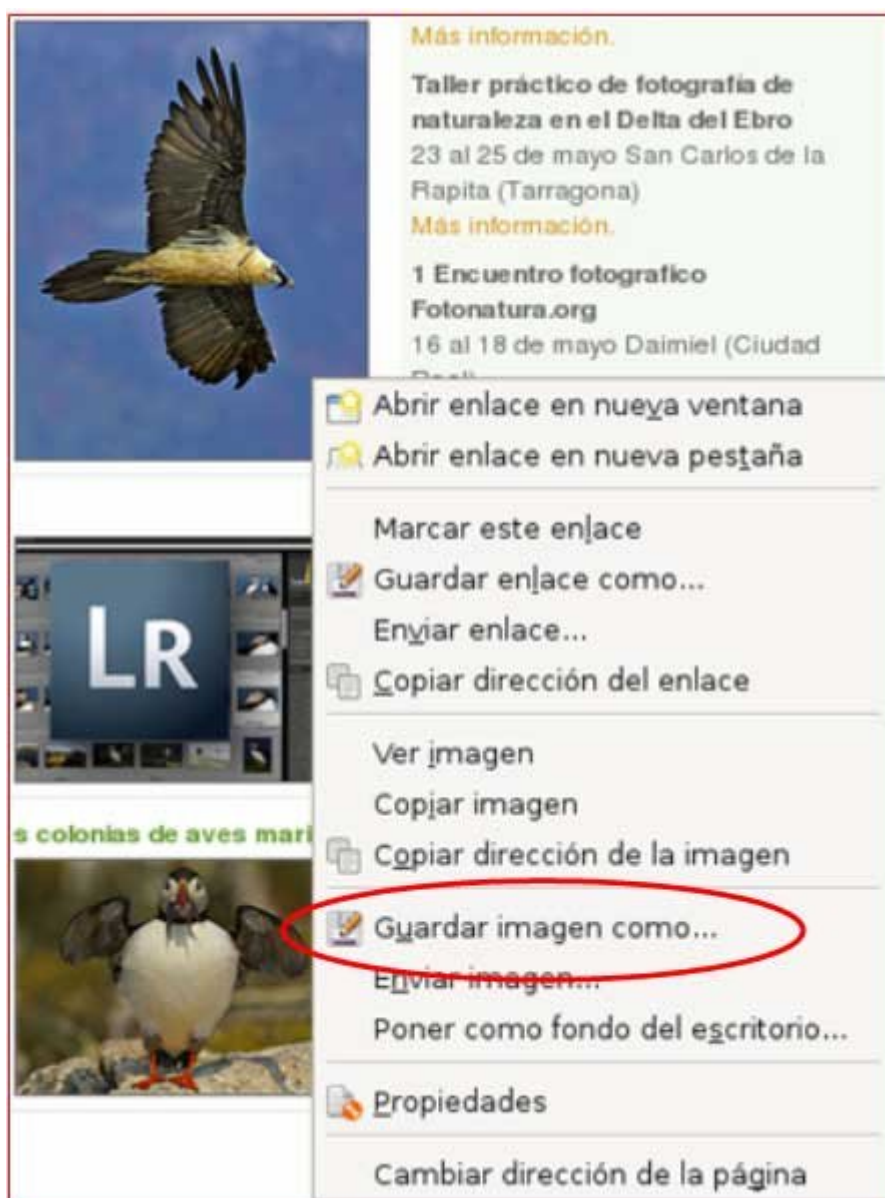 Más información.
Taller práctico de fotografía de
naturaleza en el Delta del Ebro
23 al 25 de mayo San Carlos de la
Rapita (Tarragona)
Más información.
1 Encuentro fotografico
Fotonatura.org
16 al 18 de mayo Daimiel (Ciudad
LR
s colonias de aves mari
Abrir enlace en nueva ventana
Abrir enlace en nueva pestaña
Marcar este enlace
Guardar enlace como...
Enviar enlace...
Copiar dirección del enlace
Ver imagen
Copiar imagen
Copiar dirección de la imagen
Guardar imagen como...
Enviar imagen...
Poner como fondo del escritorio...
Propiedades
Cambiar dirección de la página